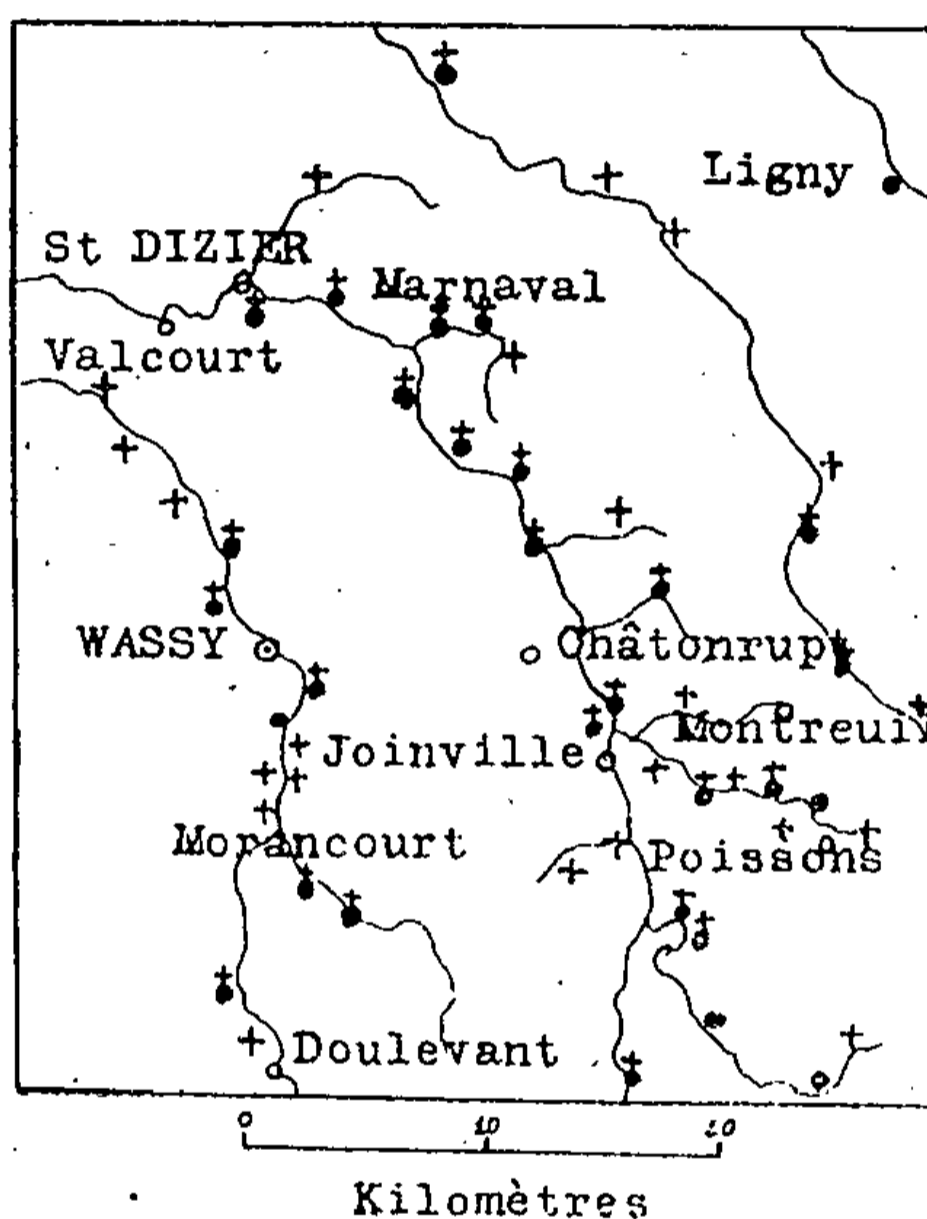 Ligny
St DIZIER
Marnaval
Valcourt
WASSY
Châtonrupt
Montreuil
Joinville
Morancourt
Poissons
Doulevant
0 10 20
Kilomètres